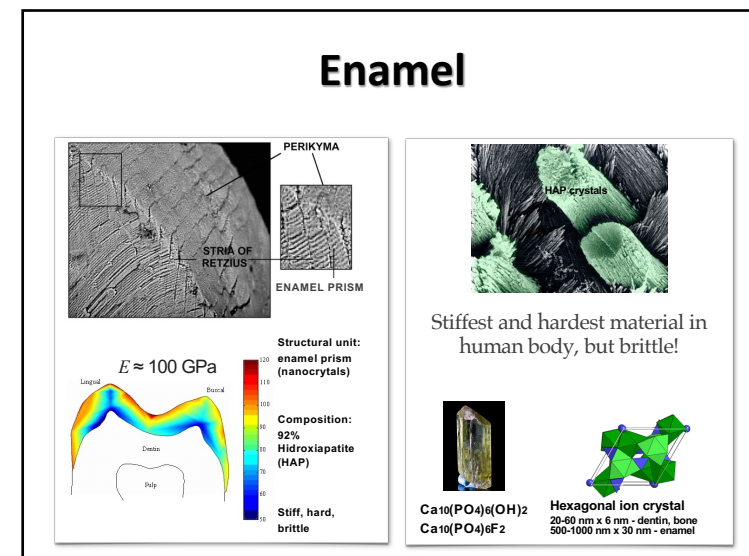 Enamel
PERIKYMA
STRIA OF
RETZIUS
ENAMEL PRISM
E ≈ 100 GPa
Lingual
Buccal
Dentin
Pulp
120
110
100
90
80
70
60
50
Structural unit:
enamel prism
(nanocrytals)
Composition:
92%
Hidroxiapatite
(HAP)
Stiff, hard,
brittle
HAP crystals
Stiffest and hardest material in
human body, but brittle!
Ca10(PO4)6(OH)2
Ca10(PO4)6F2
Hexagonal ion crystal
20-60 nm x 6 nm - dentin, bone
500-1000 nm x 30 nm - enamel